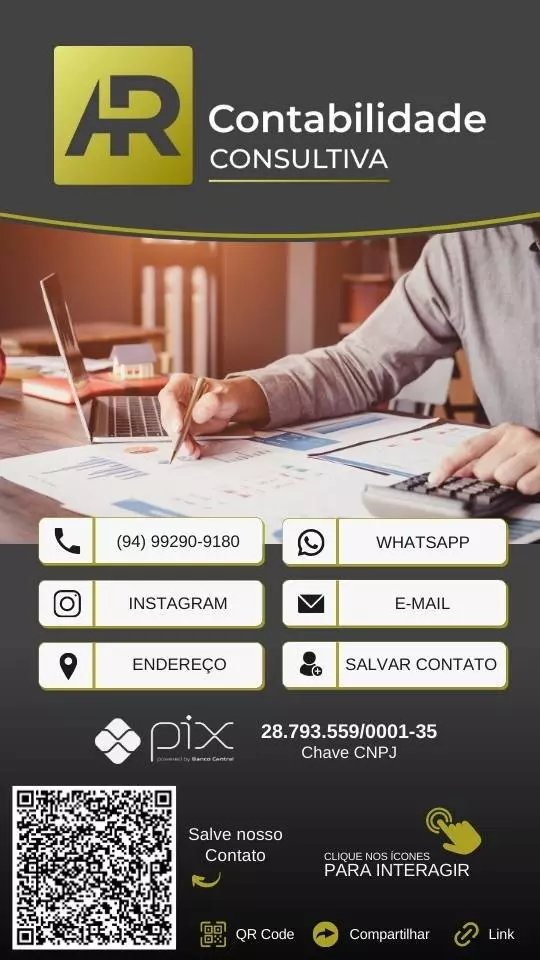 AR
Contabilidade
CONSULTIVA
(94) 99290-9180
WHATSAPP
INSTAGRAM
E-MAIL
ENDEREÇO
SALVAR CONTATO
pix
powered by Banco Central
28.793.559/0001-35
Chave CNPJ
Salve nosso
Contato
CLIQUE NOS ÍCONES
PARA INTERAGIR
QR Code
Compartilhar
Link